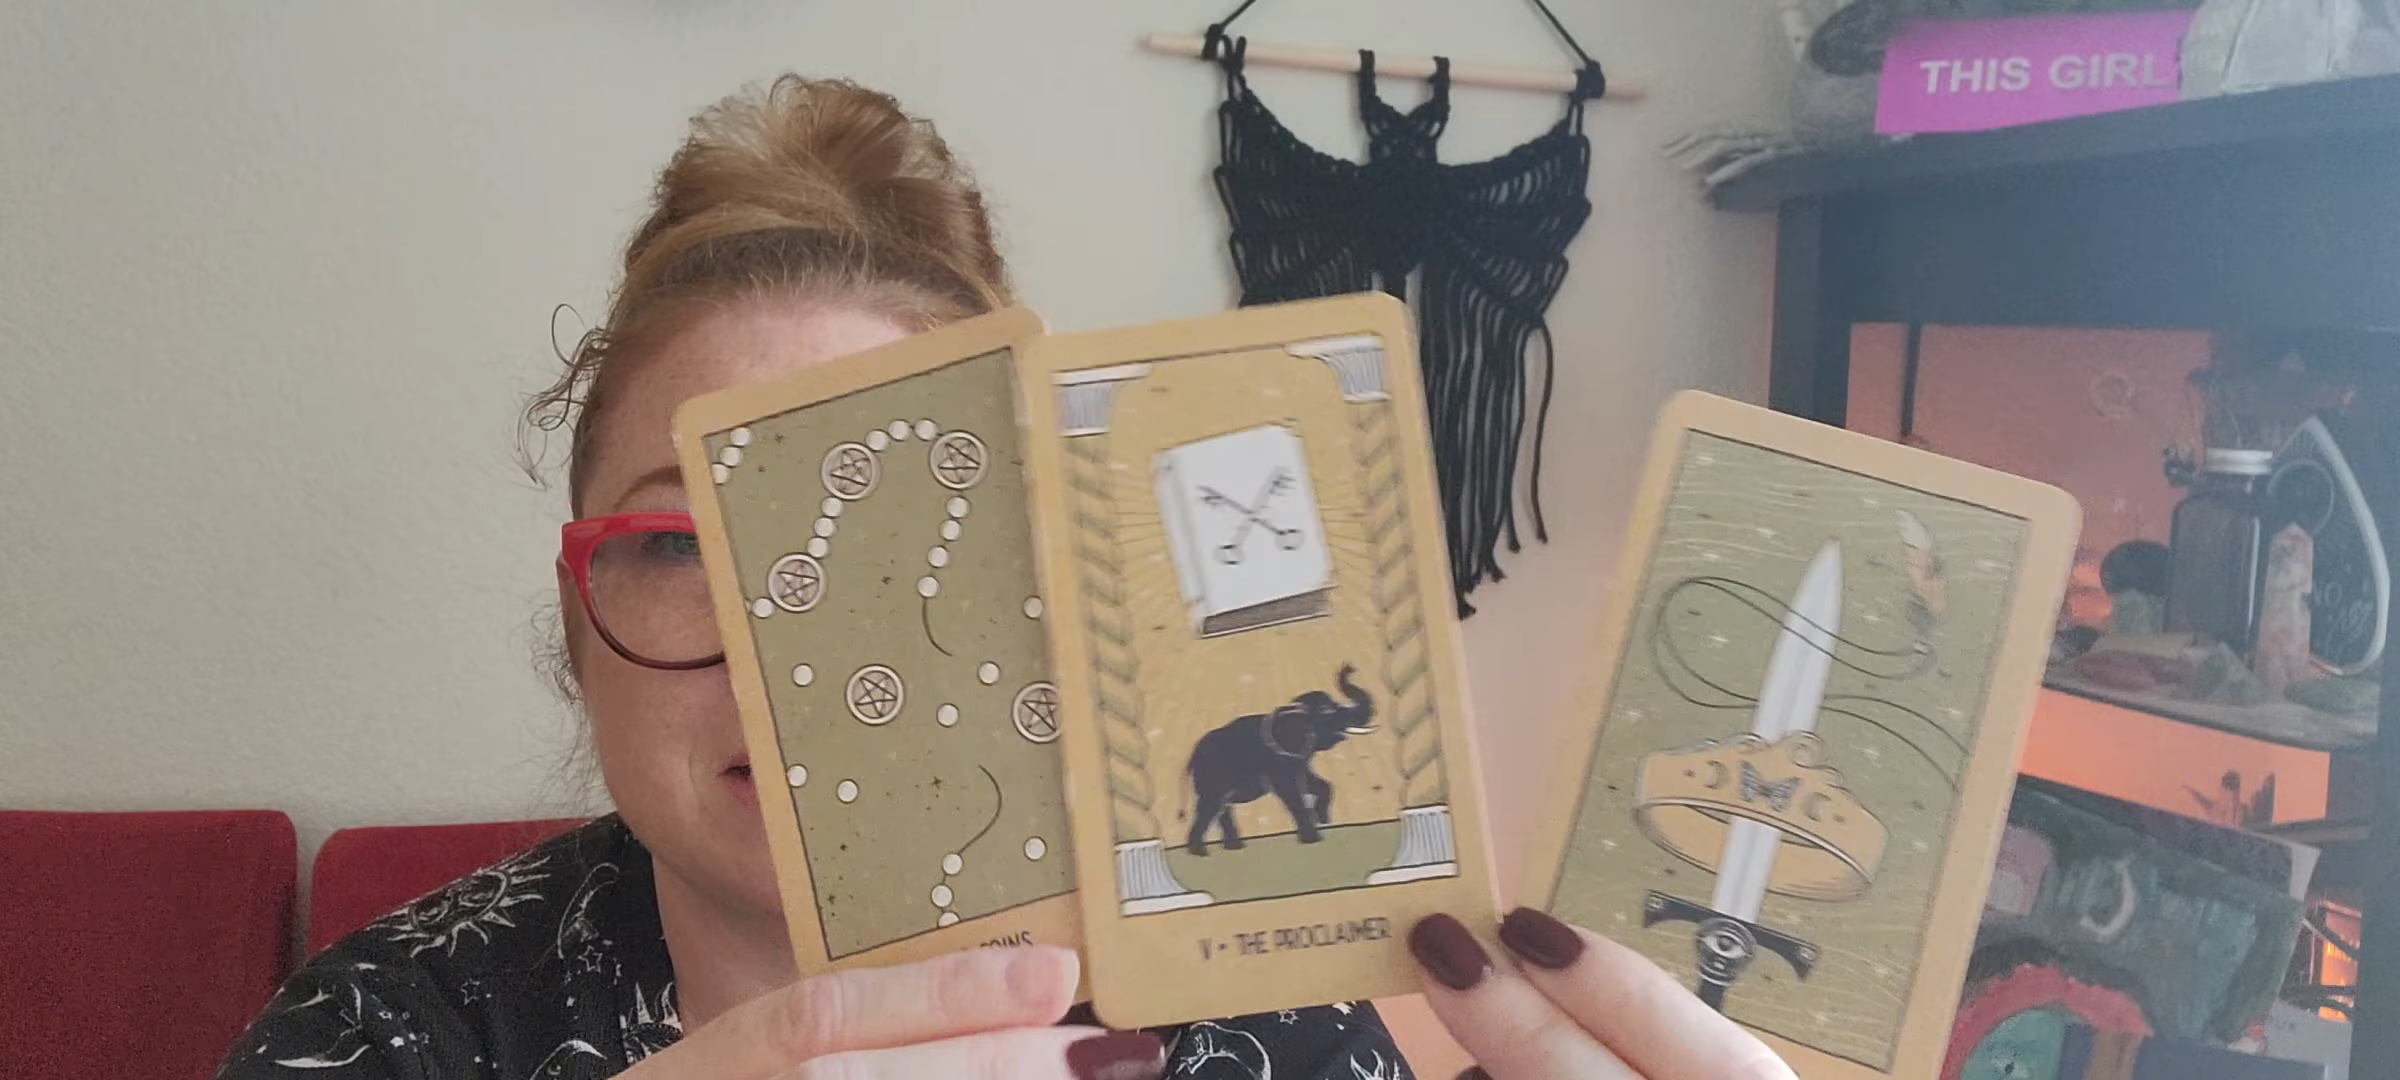 THIS GIRL
COINS
V • THE PROCLAIMER